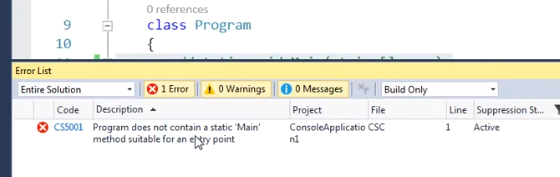 0 references
9 class Program
10 {
Error List
Entire Solution 1 Error 0 Warnings 0 Messages Build Only
Code Description Project File Line Suppression St...
CS5001 Program does not contain a static 'Main' ConsoleApplicatio CSC 1 Active
method suitable for an entry point n1